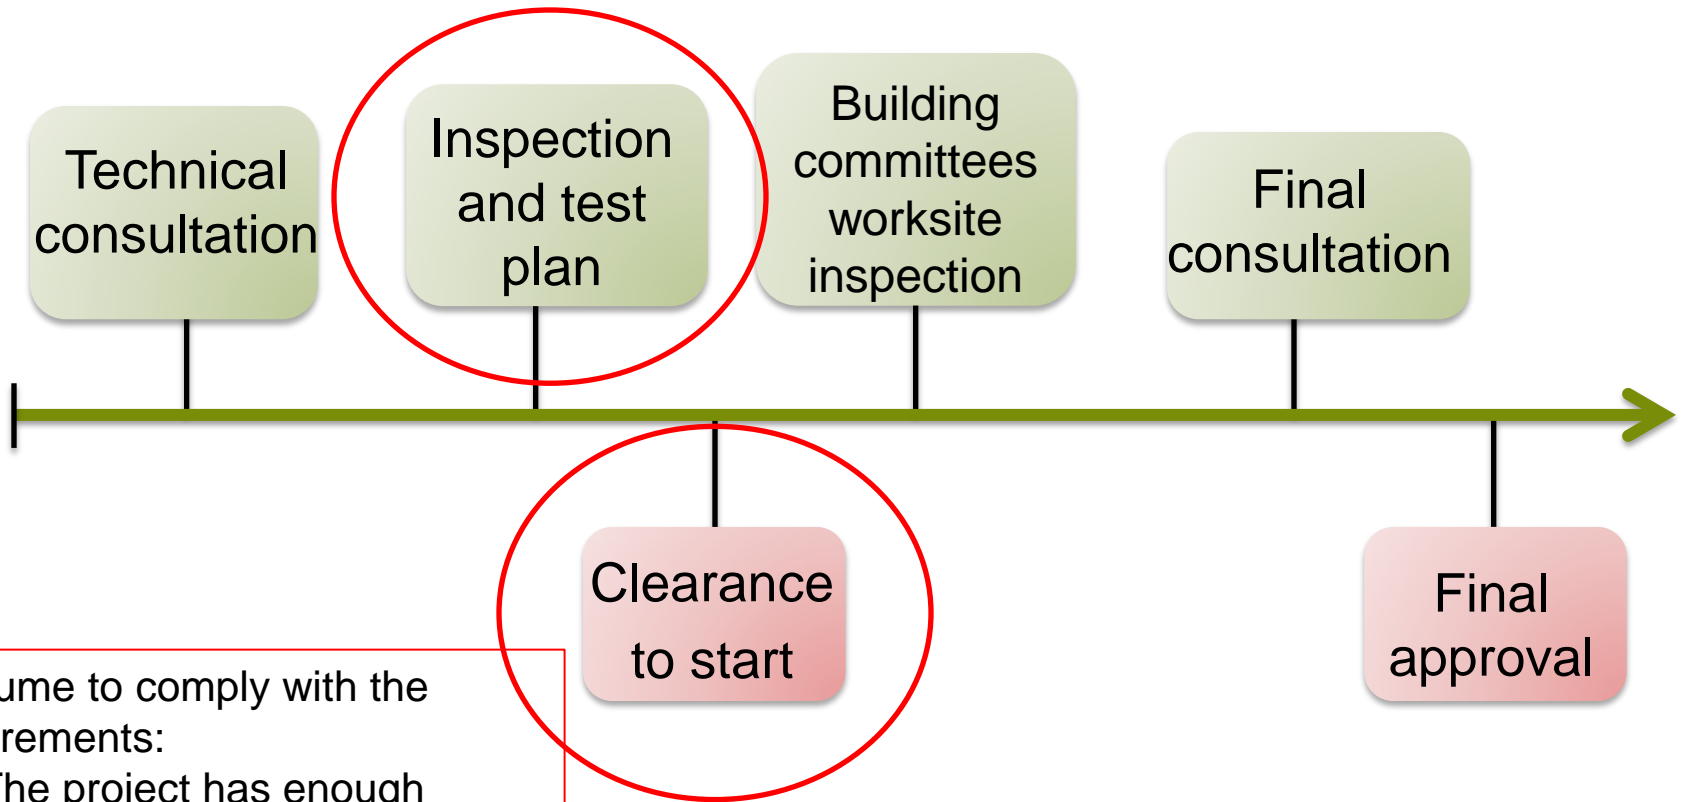 Technical
consultation
Inspection
and test
plan
Building
committees
worksite
inspection
Final
consultation
Clearance
to start
Final
approval
ume to comply with the
rements:
The project has enough